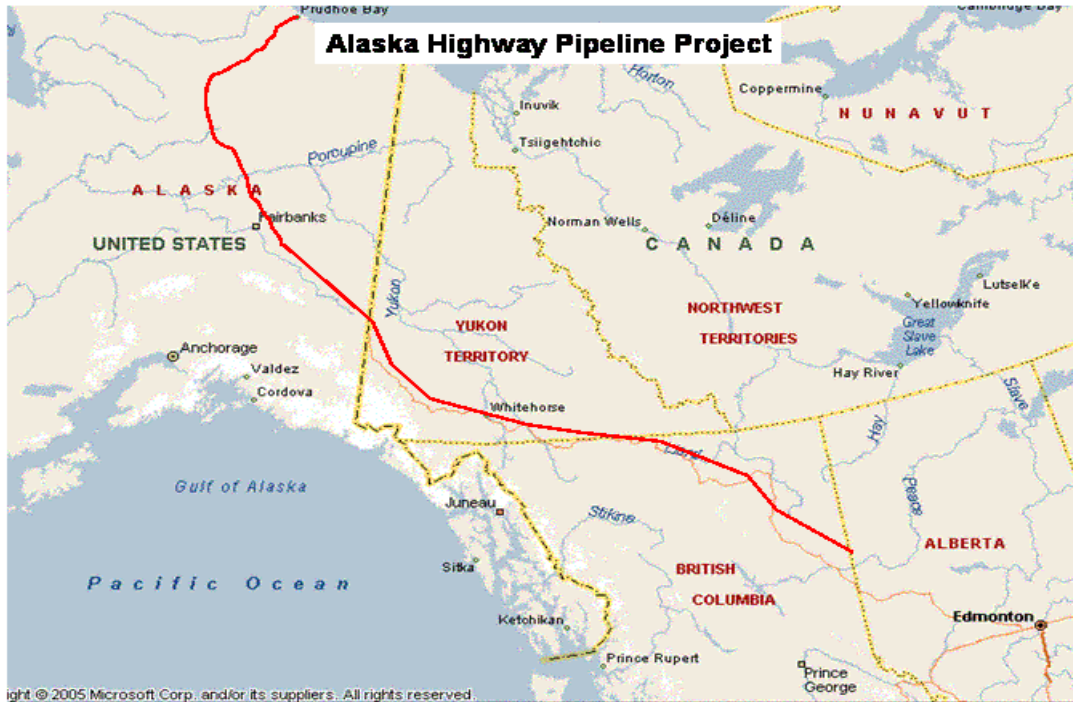 Prudhoe Bay
Cambridge Bay
Alaska Highway Pipeline Project
Horton
Coppermine
Inuvik
NUNAVUT
Tsiigehtchic
Porcupine
ALASKA
Fairbanks
Norman Wells
Déline
UNITED STATES
CANADA
Lutselk'e
Yukon
Yellowknife
NORTHWEST
TERRITORIES
YUKON
TERRITORY
Great
Slave
Lake
Anchorage
Valdez
Hay River
Slave
Cordova
Whitehorse
Hay
Liard
Peace
Gulf of Alaska
Juneau
Stikine
ALBERTA
Sitka
Pacific Ocean
BRITISH
COLUMBIA
Ketchikan
Edmonton
Prince Rupert
Prince
George
ight © 2005 Microsoft Corp. and/or its suppliers. All rights reserved.